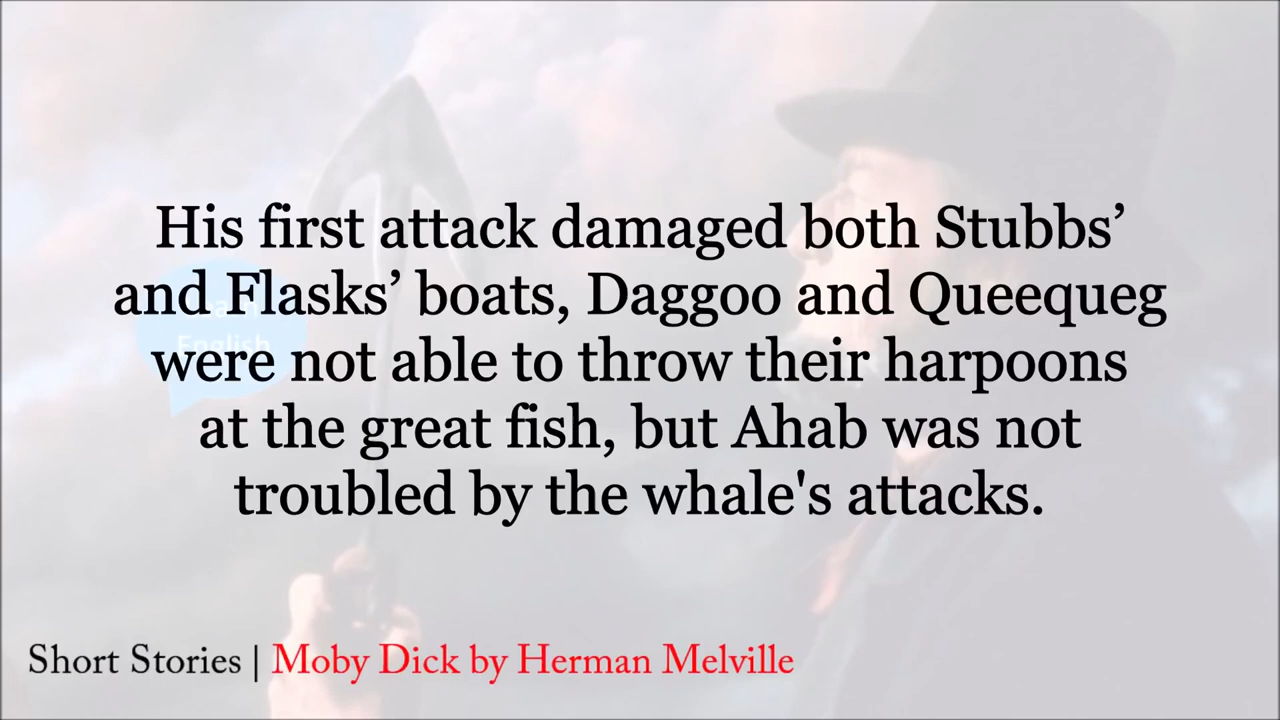 His first attack damaged both Stubbs’
and Flasks’ boats, Daggoo and Queequeg
were not able to throw their harpoons
at the great fish, but Ahab was not
troubled by the whale's attacks.
English
Short Stories | Moby Dick by Herman Melville